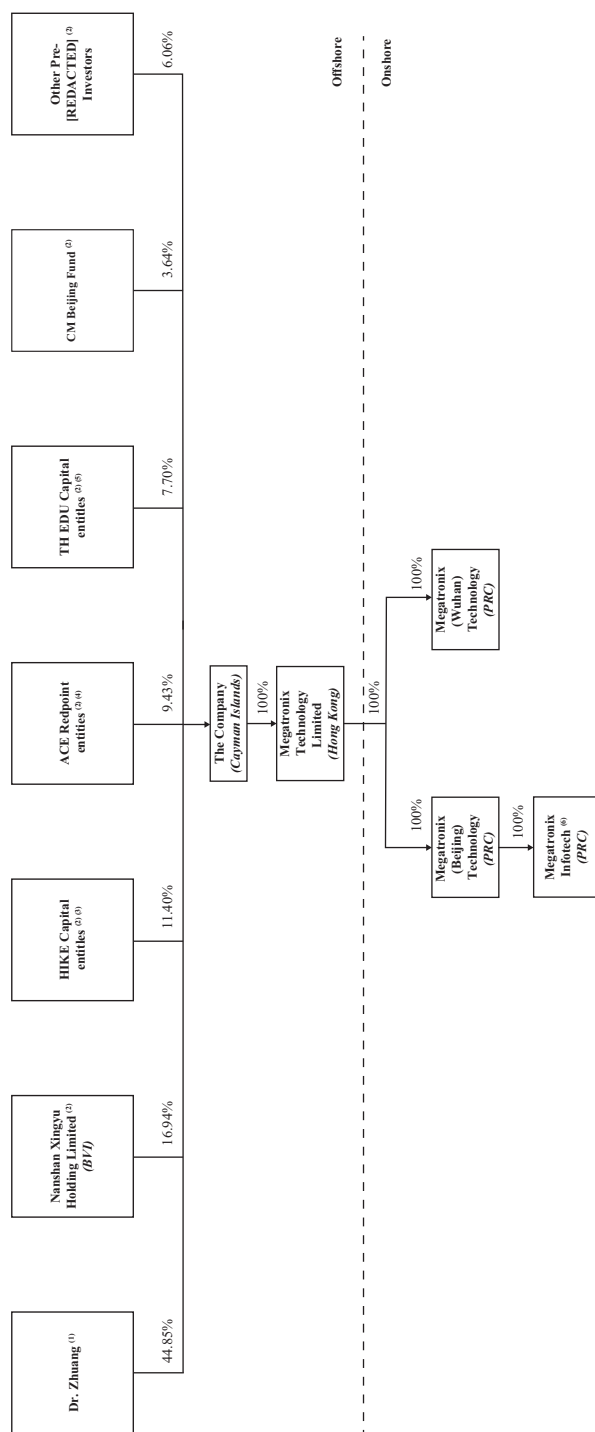 Dr. Zhuang (1)
Nanshan Xingyu
Holding Limited (2)
(BVI)
HIKE Capital
entitles (2) (3)
ACE Redpoint
entities (2) (4)
TH EDU Capital
entitles (2) (5)
CM Beijing Fund (2)
Other Pre-
[REDACTED] (2)
Investors
44.85%
16.94%
11.40%
9.43%
7.70%
3.64%
6.06%
The Company
(Cayman Islands)
100%
Megatronix
Technology
Limited
(Hong Kong)
Offshore
Onshore
100%
100%
100%
Megatronix
(Beijing)
Technology
(PRC)
Megatronix
(Wuhan)
Technology
(PRC)
100%
Megatronix
Infotech (6)
(PRC)